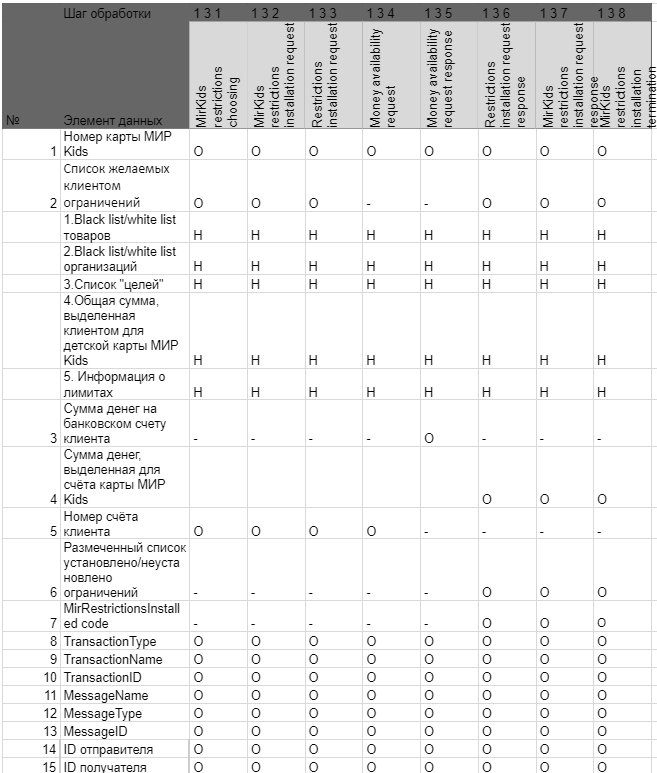 Шаг обработки 1 3 1 1 3 2 1 3 3 1 3 4 1 3 5 1 3 6 1 3 7 1 3 8
№ Элемент данных
MirKids restrictions choosing
MirKids restrictions installation request
Restrictions installation request
Money availability request
Money availability request response
Restrictions installation request response
MirKids restrictions installation request response
MirKids restrictions installation termination
Номер карты МИР
1 Kids О О О О О О О О
Список желаемых
клиентом
2 ограничений О О О - - О О О
1.Black list/white list
товаров Н Н Н Н Н Н Н Н
2.Black list/white list
организаций Н Н Н Н Н Н Н Н
3.Список "целей" Н Н Н Н Н Н Н Н
4.Общая сумма,
выделенная
клиентом для
детской карты МИР
Kids Н Н Н Н Н Н Н Н
5. Информация о
лимитах Н Н Н Н Н Н Н Н
Сумма денег на
банковском счету
3 клиента - - - - О - - -
Сумма денег,
выделенная для
счёта карты МИР
4 Kids О О О
Номер счёта
5 клиента О О О О - - - -
Размеченный список
установлено/неуста
новлено
6 ограничений - - - - - О О О
MirRestrictionsInstall
7 ed code - - - - - О О О
8 TransactionType О О О О О О О О
9 TransactionName О О О О О О О О
10 TransactionID О О О О О О О О
11 MessageName О О О О О О О О
12 MessageType О О О О О О О О
13 MessageID О О О О О О О О
14 ID отправителя О О О О О О О О
15 ID получателя О О О О О О О О